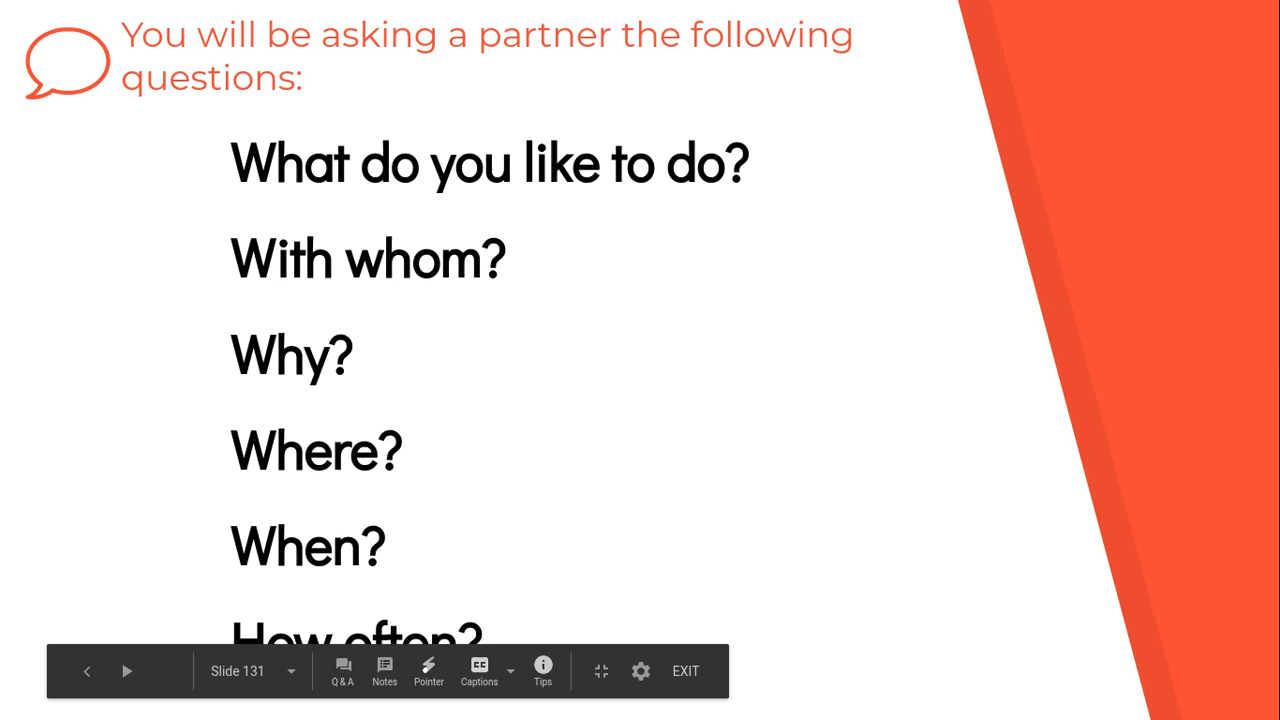 You will be asking a partner the following
questions:
What do you like to do?
With whom?
Why?
Where?
When?
How often?
Slide 131
Q & A
Notes
Pointer
CC
Captions
Tips
EXIT